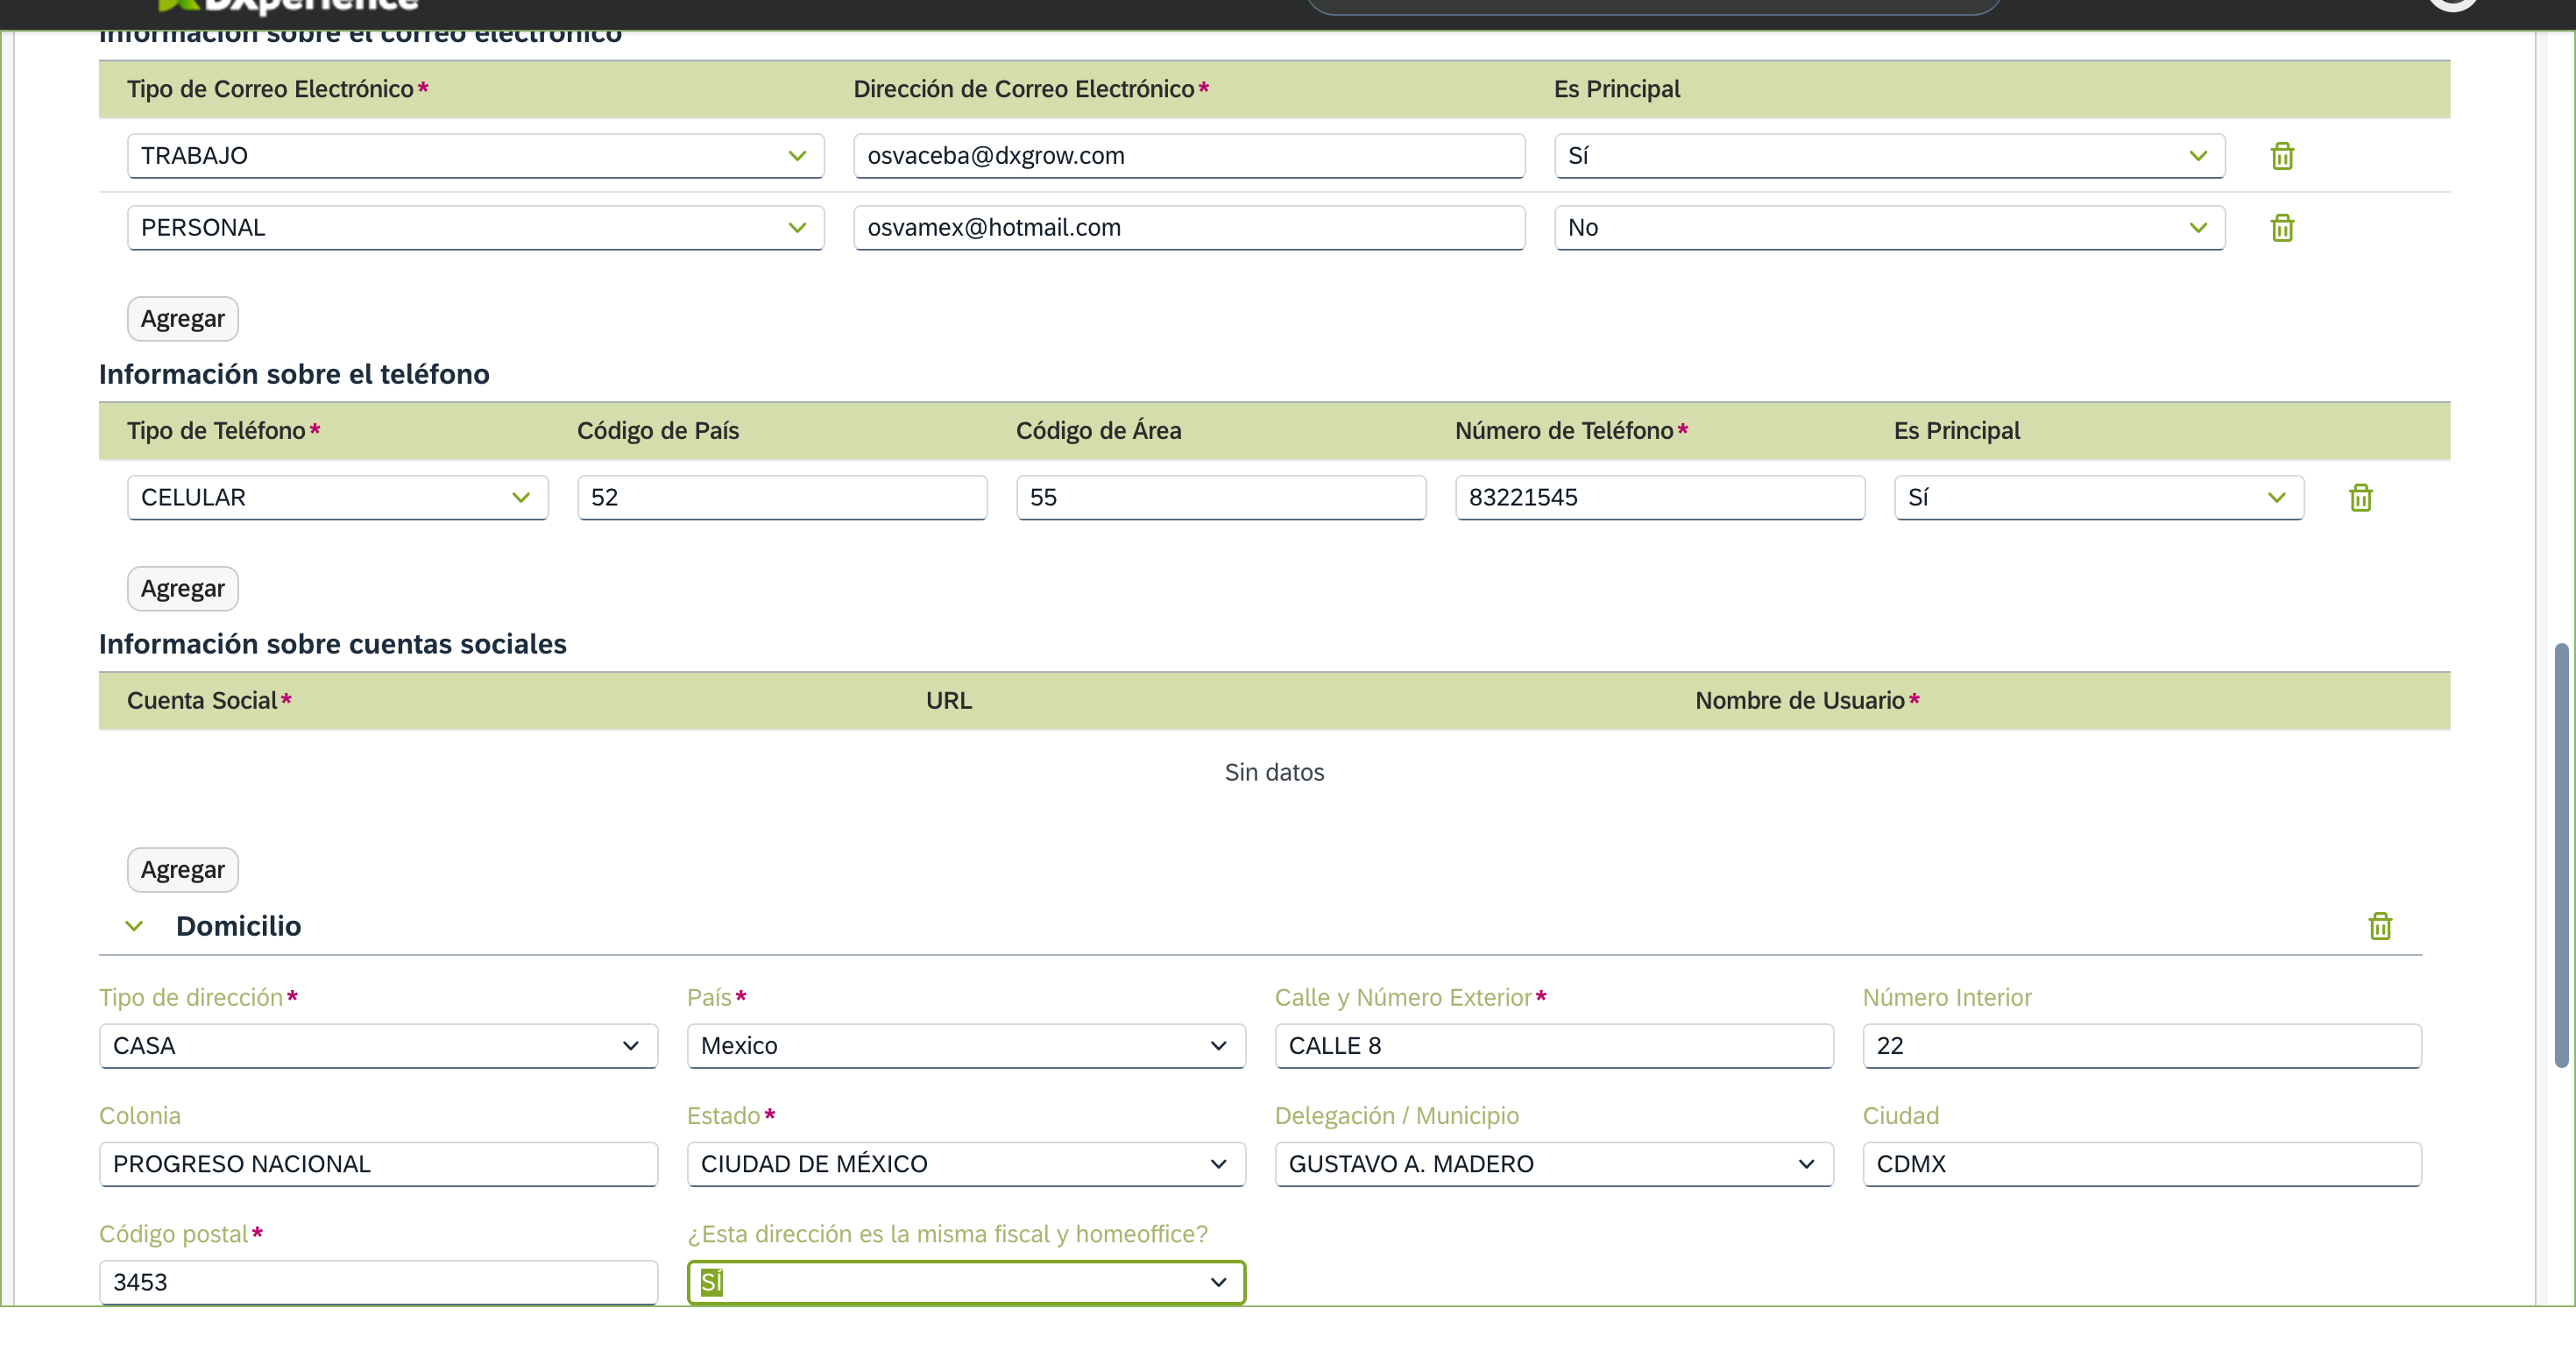 DXperience
Información sobre el correo electrónico
Tipo de Correo Electrónico* Dirección de Correo Electrónico* Es Principal
TRABAJO osvaceba@dxgrow.com Sí
PERSONAL osvamex@hotmail.com No
Agregar
Información sobre el teléfono
Tipo de Teléfono* Código de País Código de Área Número de Teléfono* Es Principal
CELULAR 52 55 83221545 Sí
Agregar
Información sobre cuentas sociales
Cuenta Social* URL Nombre de Usuario*
Sin datos
Agregar
Domicilio
Tipo de dirección* País* Calle y Número Exterior* Número Interior
CASA Mexico CALLE 8 22
Colonia Estado* Delegación / Municipio Ciudad
PROGRESO NACIONAL CIUDAD DE MÉXICO GUSTAVO A. MADERO CDMX
Código postal* ¿Esta dirección es la misma fiscal y homeoffice?
3453 SÍ